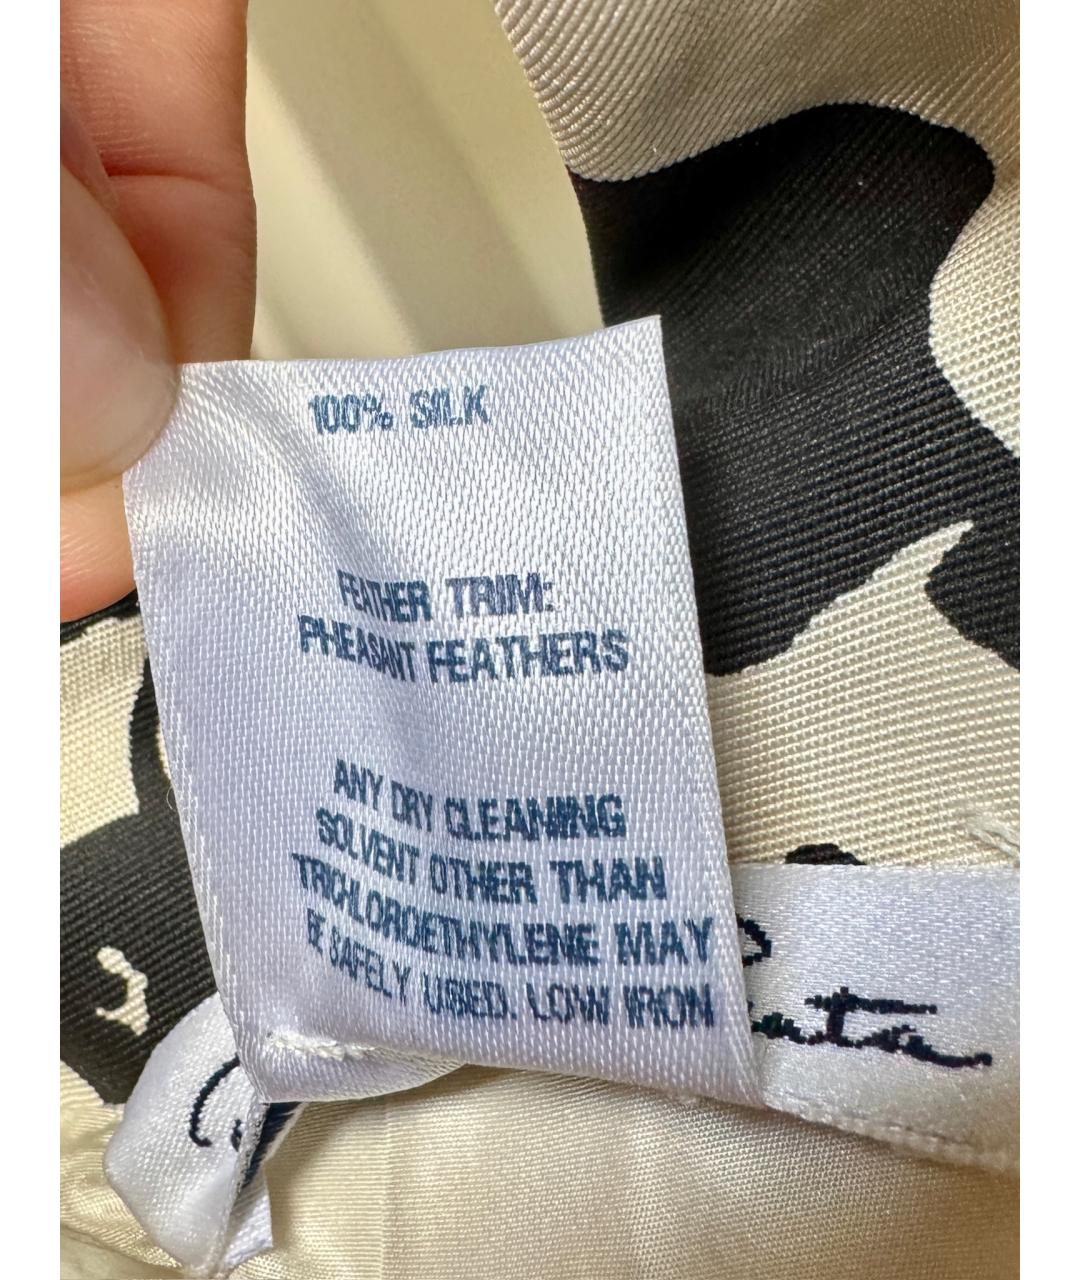 100% SILK
FEATHER TRIM:
PHEASANT FEATHERS
ANY DRY CLEANING
SOLVENT OTHER THAN
TRICHLOROETHYLENE MAY
BE SAFELY USED. LOW IRON